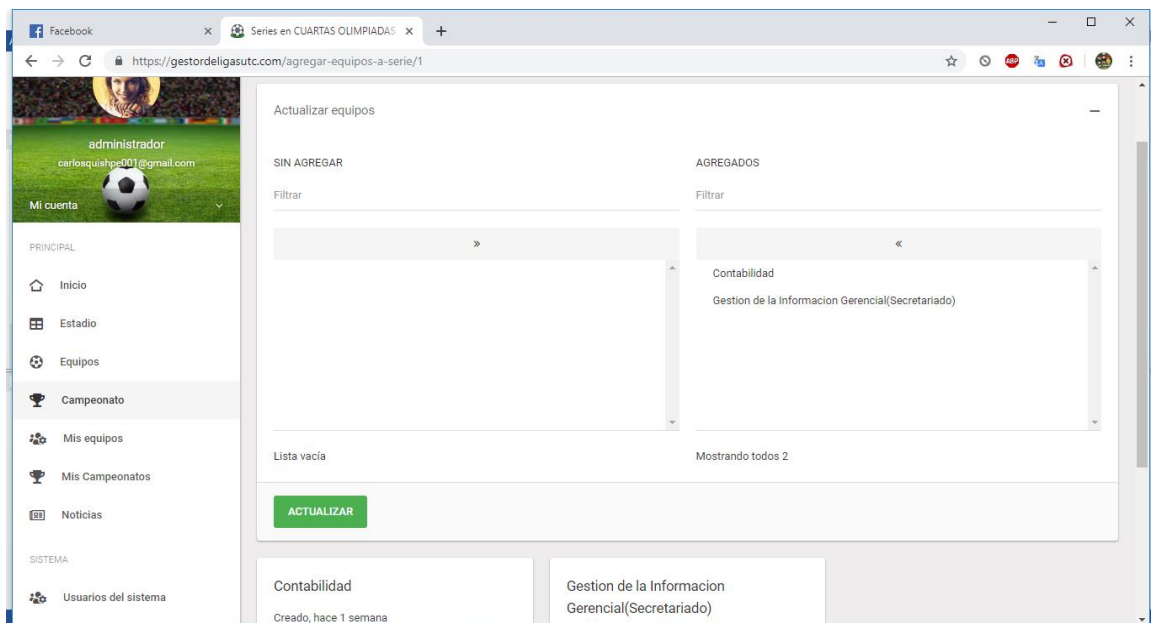 Facebook
Series en CUARTAS OLIMPIADAS
https://gestordeligasutc.com/agregar-equipos-a-serie/1
ABP
administrador
carlosquishpe001@gmail.com
Mi cuenta
PRINCIPAL
Inicio
Estadio
Equipos
Campeonato
Mis equipos
Mis Campeonatos
Noticias
SISTEMA
Usuarios del sistema
Actualizar equipos
SIN AGREGAR
Filtrar
»
Lista vacía
AGREGADOS
Filtrar
«
Contabilidad
Gestion de la Informacion Gerencial(Secretariado)
Mostrando todos 2
ACTUALIZAR
Contabilidad
Creado, hace 1 semana
Gestion de la Informacion
Gerencial(Secretariado)